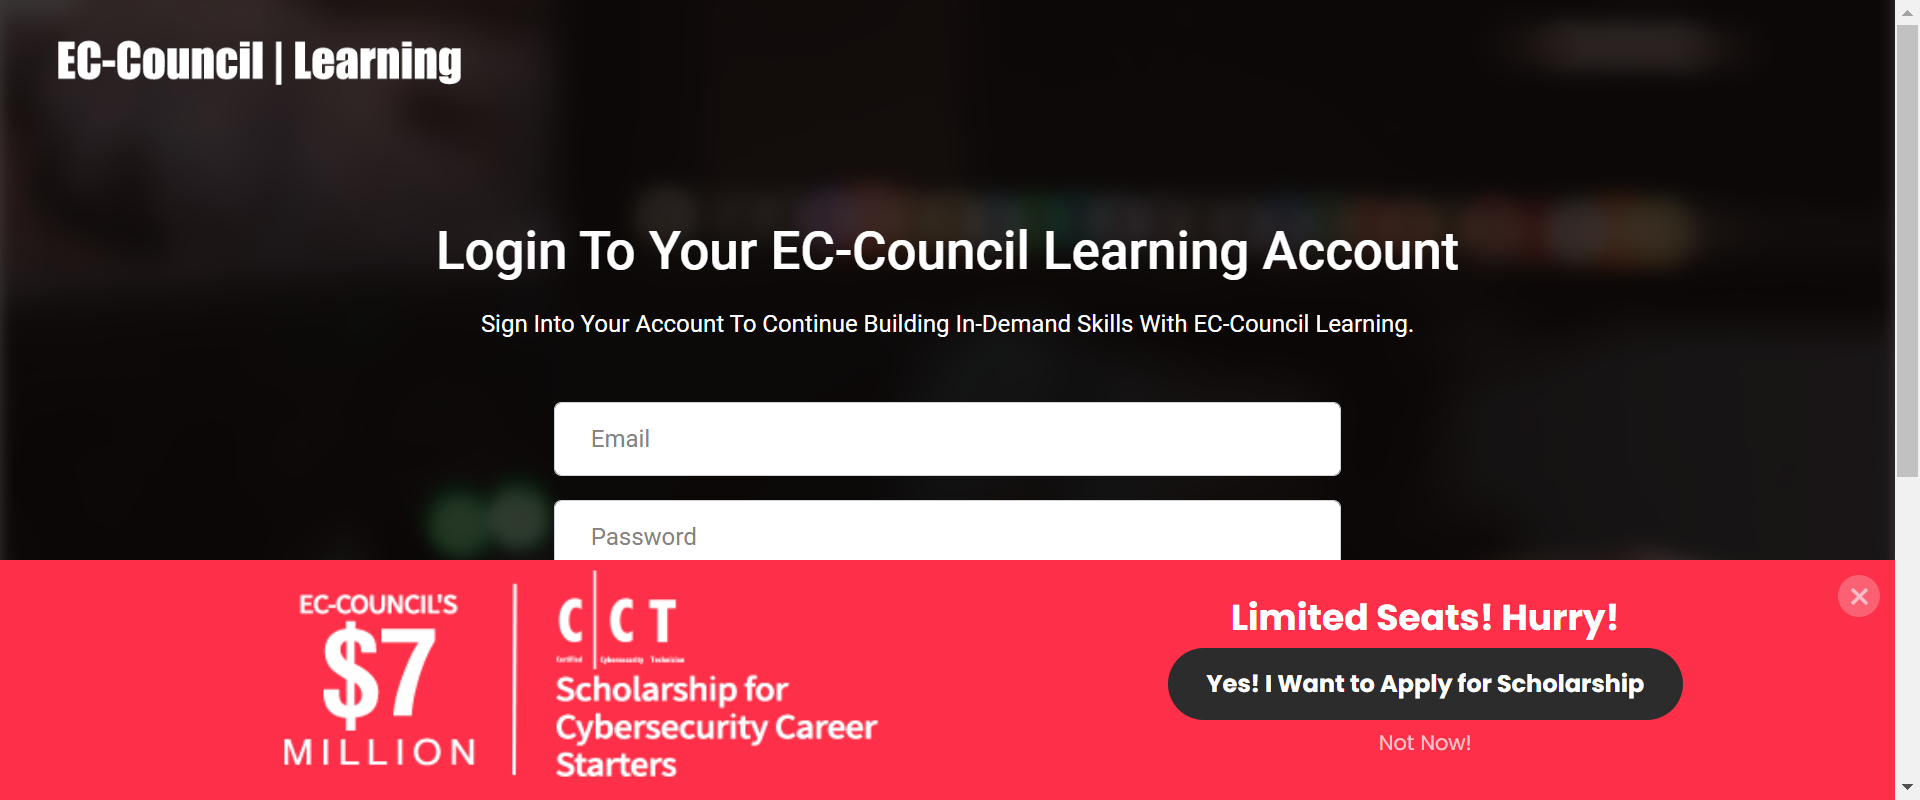 EC-Council | Learning
Login To Your EC-Council Learning Account
Sign Into Your Account To Continue Building In-Demand Skills With EC-Council Learning.
Email
Password
EC-COUNCIL'S
$7
MILLION
CCT
Certified Cybersecurity Technician
Scholarship for
Cybersecurity Career
Starters
Limited Seats! Hurry!
Yes! I Want to Apply for Scholarship
Not Now!